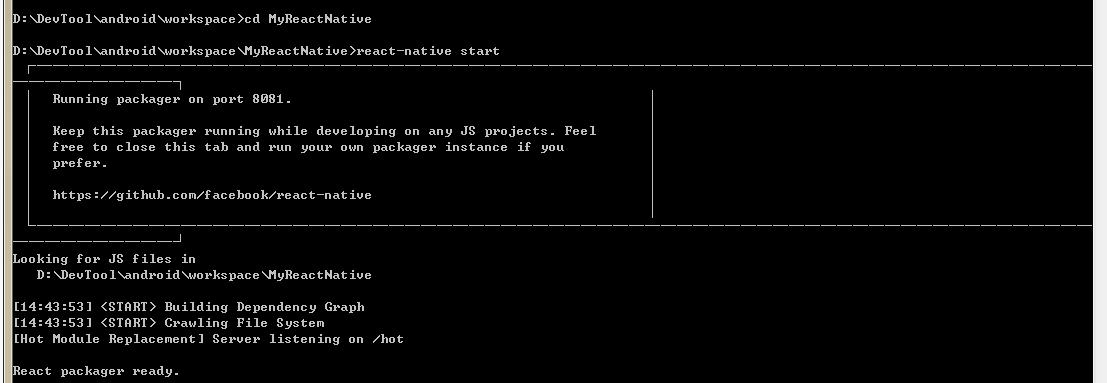 D:\DevTool\android\workspace>cd MyReactNative
D:\DevTool\android\workspace\MyReactNative>react-native start
Running packager on port 8081.
Keep this packager running while developing on any JS projects. Feel
free to close this tab and run your own packager instance if you
prefer.
https://github.com/facebook/react-native
Looking for JS files in
D:\DevTool\android\workspace\MyReactNative
[14:43:53] <START> Building Dependency Graph
[14:43:53] <START> Crawling File System
[Hot Module Replacement] Server listening on /hot
React packager ready.